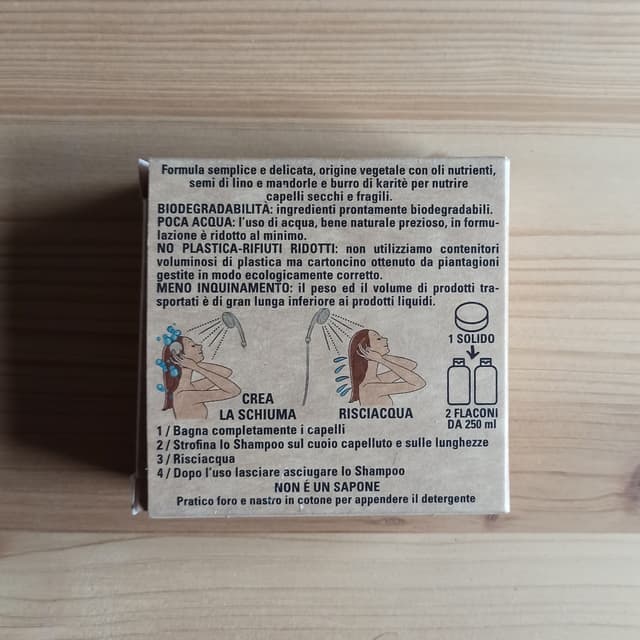 Formula semplice e delicata, origine vegetale con oli nutrienti,
semi di lino e mandorle e burro di karitè per nutrire
capelli secchi e fragili.
BIODEGRADABILITÀ: ingredienti prontamente biodegradabili.
POCA ACQUA: l'uso di acqua, bene naturale prezioso, in formu-
lazione è ridotto al minimo.
NO PLASTICA-RIFIUTI RIDOTTI: non utilizziamo contenitori
voluminosi di plastica ma cartoncino ottenuto da piantagioni
gestite in modo ecologicamente corretto.
MENO INQUINAMENTO: il peso ed il volume di prodotti tra-
sportati è di gran lunga inferiore ai prodotti liquidi.
1 SOLIDO
2 FLACONI
DA 250 ml
CREA
LA SCHIUMA
RISCIACQUA
1 / Bagna completamente i capelli
2 / Strofina lo Shampoo sul cuoio capelluto e sulle lunghezze
3 / Risciacqua
4 / Dopo l'uso lasciare asciugare lo Shampoo
NON É UN SAPONE
Pratico foro e nastro in cotone per appendere il detergente